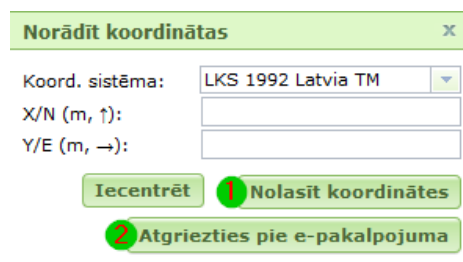 Norādīt koordinātas x
Koord. sistēma: LKS 1992 Latvia TM
X/N (m, ↑):
Y/E (m, →):
Iecentrēt 1 Nolasīt koordinātes
2 Atgriezties pie e-pakalpojuma